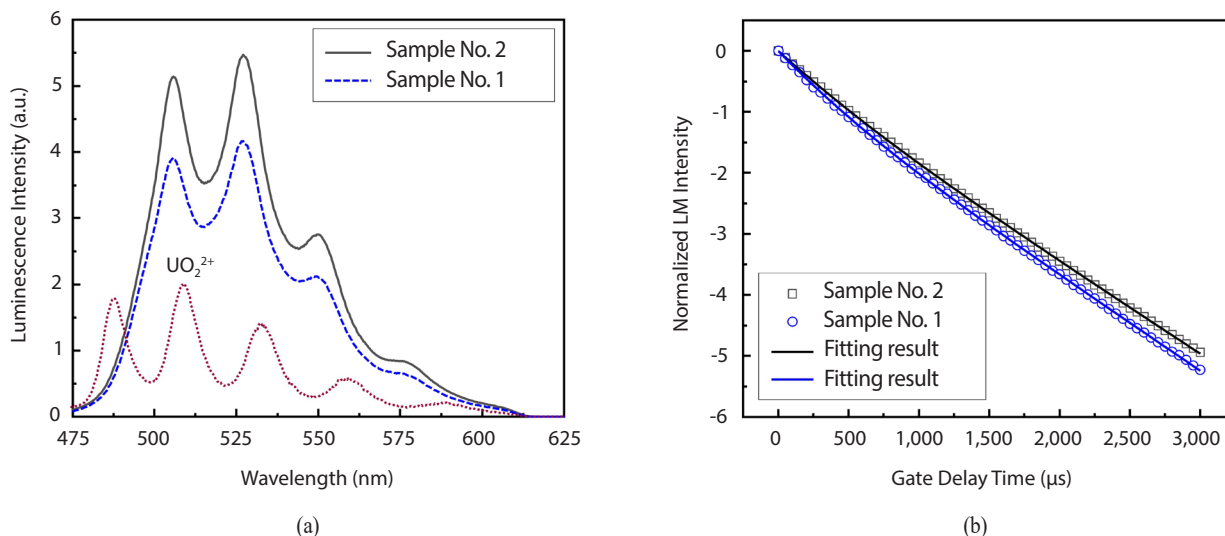 6
5
4
3
2
1
0
Luminescence Intensity (a.u.)
Sample No. 2
Sample No. 1
UO₂²⁺
475 500 525 550 575 600 625
Wavelength (nm)
(a)
0
-1
-2
-3
-4
-5
-6
Normalized LM Intensity
Sample No. 2
Sample No. 1
Fitting result
Fitting result
0 500 1,000 1,500 2,000 2,500 3,000
Gate Delay Time (µs)
(b)